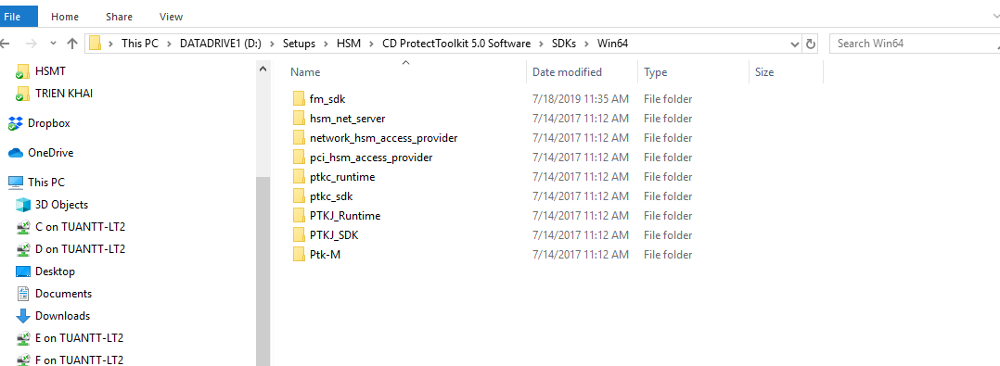 File Home Share View
This PC DATADRIVE1 (D:) Setups HSM CD ProtectToolkit 5.0 Software SDKs Win64 Search Win64
HSMT
TRIEN KHAI
Dropbox
OneDrive
This PC
3D Objects
C on TUANTT-LT2
D on TUANTT-LT2
Desktop
Documents
Downloads
E on TUANTT-LT2
F on TUANTT-LT2
Name Date modified Type Size
fm_sdk 7/18/2019 11:35 AM File folder
hsm_net_server 7/14/2017 11:12 AM File folder
network_hsm_access_provider 7/14/2017 11:12 AM File folder
pci_hsm_access_provider 7/14/2017 11:12 AM File folder
ptkc_runtime 7/14/2017 11:12 AM File folder
ptkc_sdk 7/14/2017 11:12 AM File folder
PTKJ_Runtime 7/14/2017 11:12 AM File folder
PTKJ_SDK 7/14/2017 11:12 AM File folder
Ptk-M 7/14/2017 11:12 AM File folder